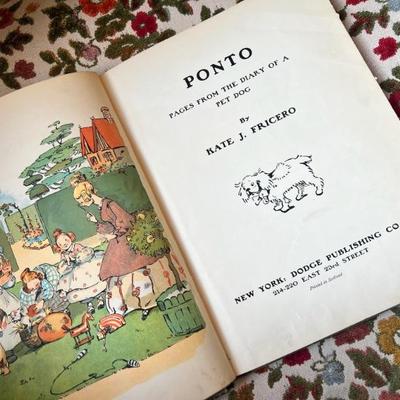 PONTO
PAGES FROM THE DIARY OF A
PET DOG
By
KATE J. FRICERO
NEW YORK: DODGE PUBLISHING CO
214-220 EAST 23rd STREET
Printed in Scotland